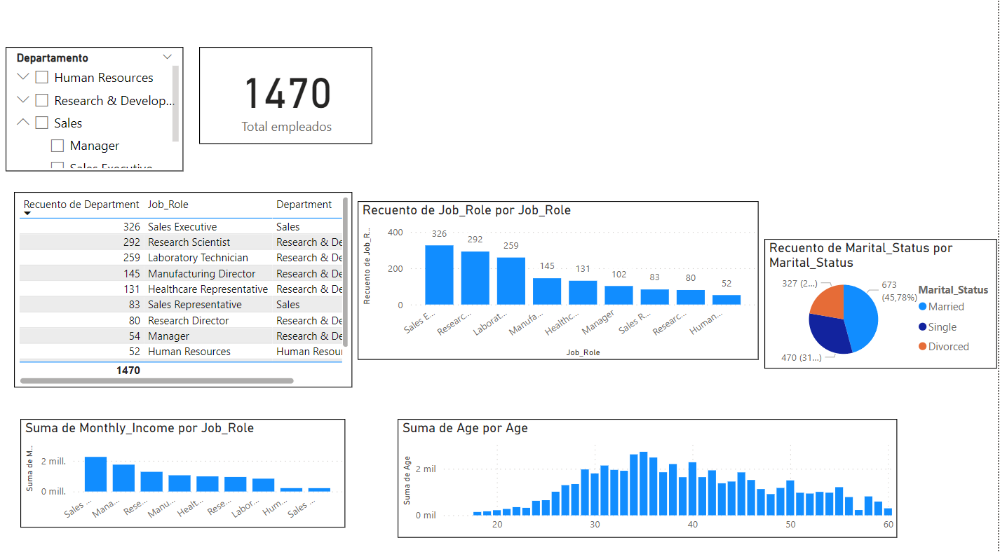 Departamento
Human Resources
Research & Develop...
Sales
Manager
Sales Executive
1470
Total empleados
Recuento de Department Job_Role Department
326 Sales Executive Sales
292 Research Scientist Research & De
259 Laboratory Technician Research & De
145 Manufacturing Director Research & De
131 Healthcare Representative Research & De
83 Sales Representative Sales
80 Research Director Research & De
54 Manager Research & De
52 Human Resources Human Resour
1470
Recuento de Job_Role por Job_Role
Recuento de Job_R...
400
200
0
326
292
259
145
131
102
83
80
52
Sales E...
Researc...
Laborat...
Manufa...
Healthc...
Manager
Sales R...
Researc...
Human...
Job_Role
Recuento de Marital_Status por
Marital_Status
327 (2...)
673
(45,78%)
470 (31...)
Marital_Status
Married
Single
Divorced
Suma de Monthly_Income por Job_Role
Suma de M...
2 mill.
0 mill.
Sales ...
Mana...
Rese...
Manu...
Healt...
Rese...
Labor...
Hum...
Sales ...
Suma de Age por Age
Suma de Age
2 mil
0 mil
20
30
40
50
60